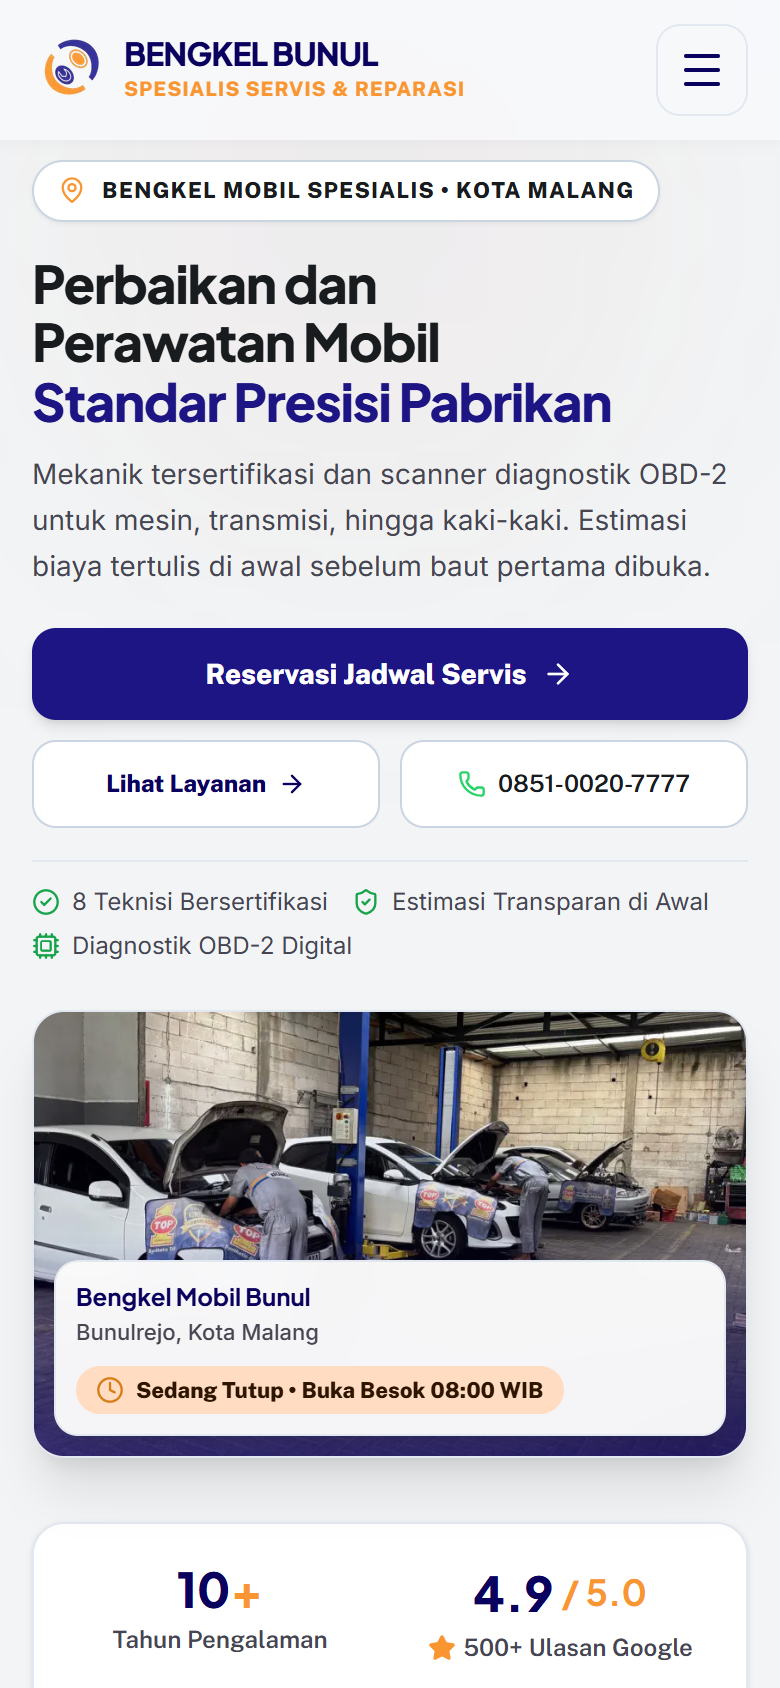 BENGKEL BUNUL
SPESIALIS SERVIS & REPARASI
BENGKEL MOBIL SPESIALIS • KOTA MALANG
Perbaikan dan
Perawatan Mobil
Standar Presisi Pabrikan
Mekanik tersertifikasi dan scanner diagnostik OBD-2
untuk mesin, transmisi, hingga kaki-kaki. Estimasi
biaya tertulis di awal sebelum baut pertama dibuka.
Reservasi Jadwal Servis
Lihat Layanan
0851-0020-7777
8 Teknisi Bersertifikasi
Estimasi Transparan di Awal
Diagnostik OBD-2 Digital
TOP
1
TOP
TOP
Bengkel Mobil Bunul
Bunulrejo, Kota Malang
Sedang Tutup • Buka Besok 08:00 WIB
10+
Tahun Pengalaman
4.9 / 5.0
500+ Ulasan Google